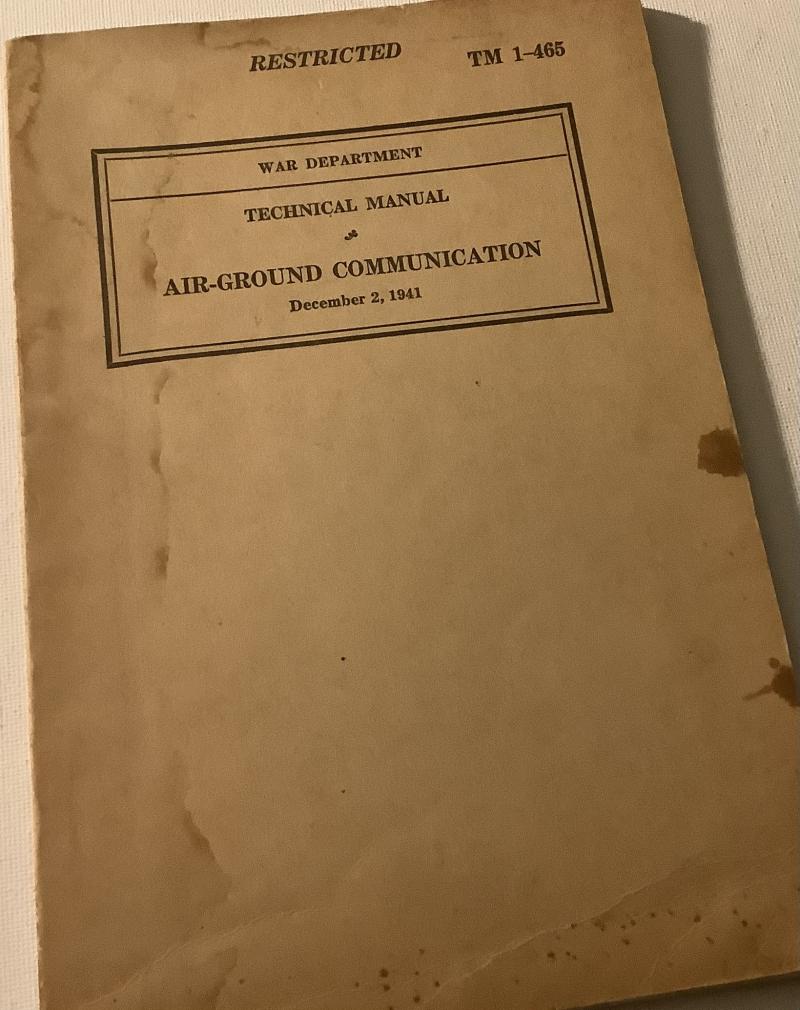 RESTRICTED TM 1–465
WAR DEPARTMENT
TECHNICAL MANUAL
AIR-GROUND COMMUNICATION
December 2, 1941